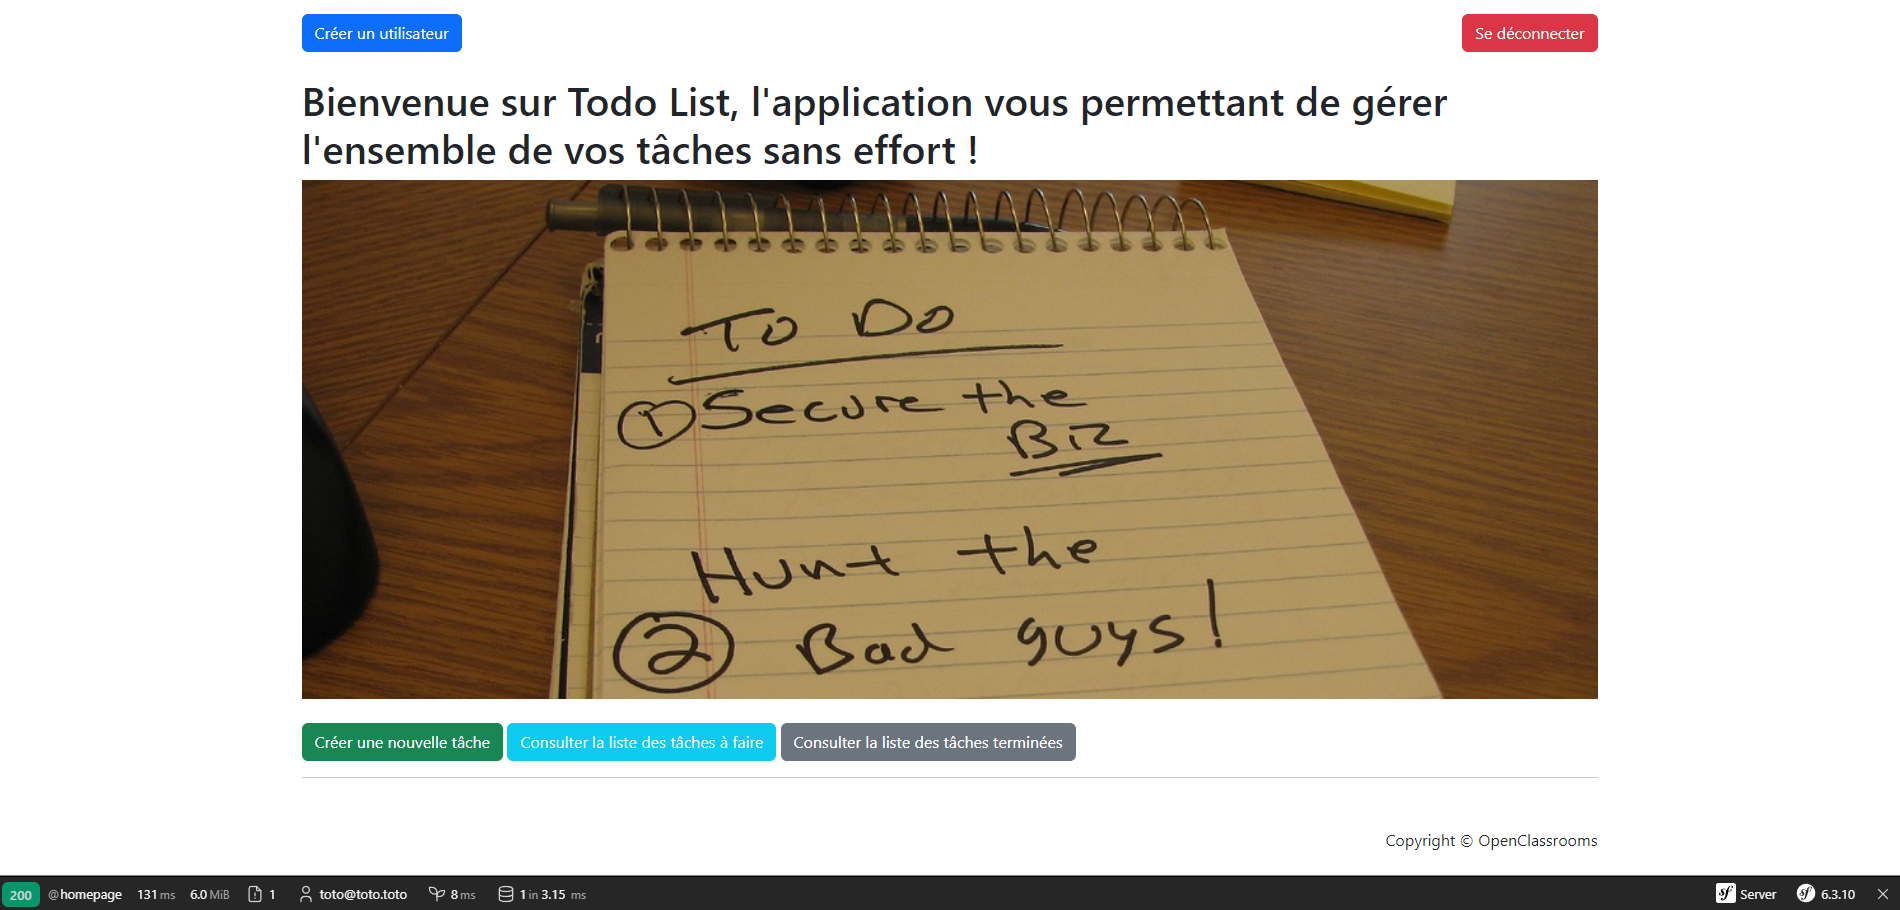 Créer un utilisateur
Se déconnecter
Bienvenue sur Todo List, l'application vous permettant de gérer
l'ensemble de vos tâches sans effort !
To Do
1 Secure the
Biz
Hunt the
2 Bad guys!
Créer une nouvelle tâche
Consulter la liste des tâches à faire
Consulter la liste des tâches terminées
Copyright © OpenClassrooms
200 @homepage 131 ms 6.0 MiB 1 toto@toto.toto 8 ms 1 in 3.15 ms sf Server sf 6.3.10